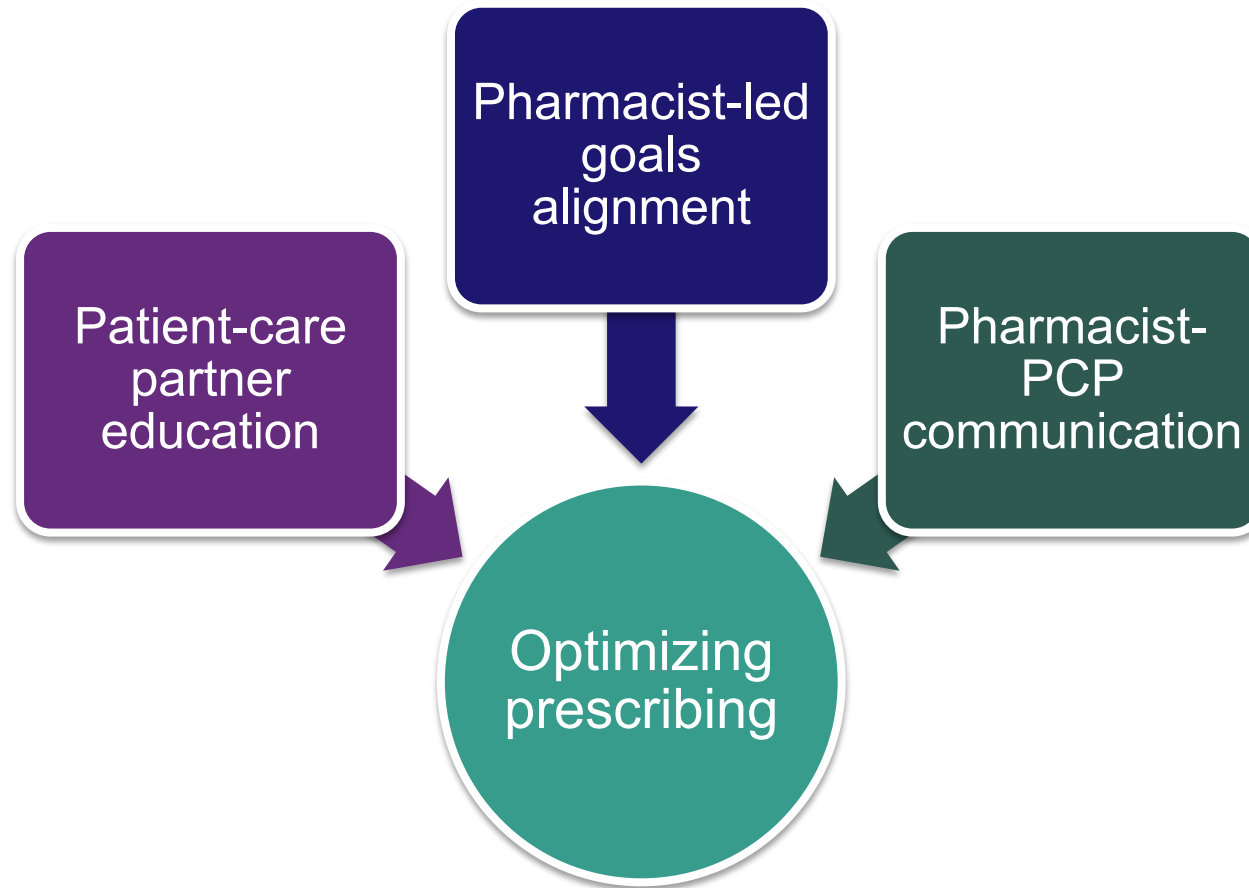 Pharmacist-led
goals
alignment
Patient-care
partner
education
Pharmacist-
PCP
communication
Optimizing
prescribing